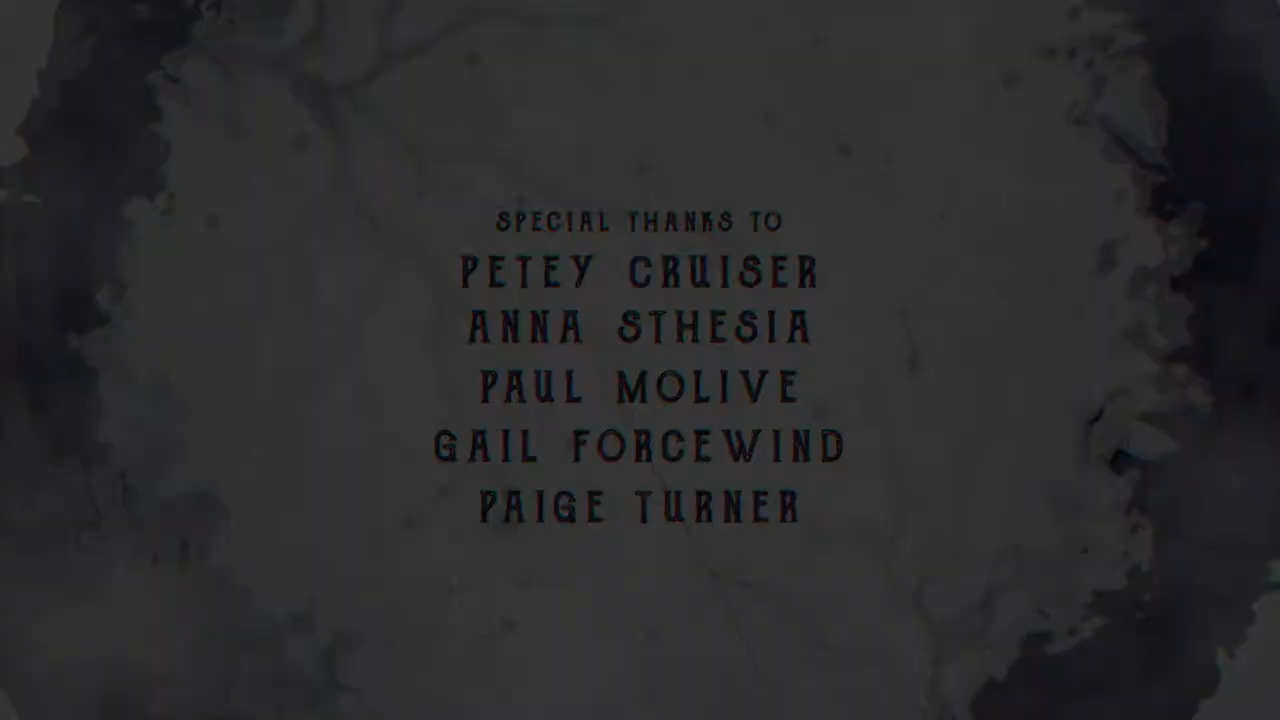 SPECIAL THANKS TO
PETEY CRUISER
ANNA STHESIA
PAUL MOLIVE
GAIL FORCEWIND
PAIGE TURNER